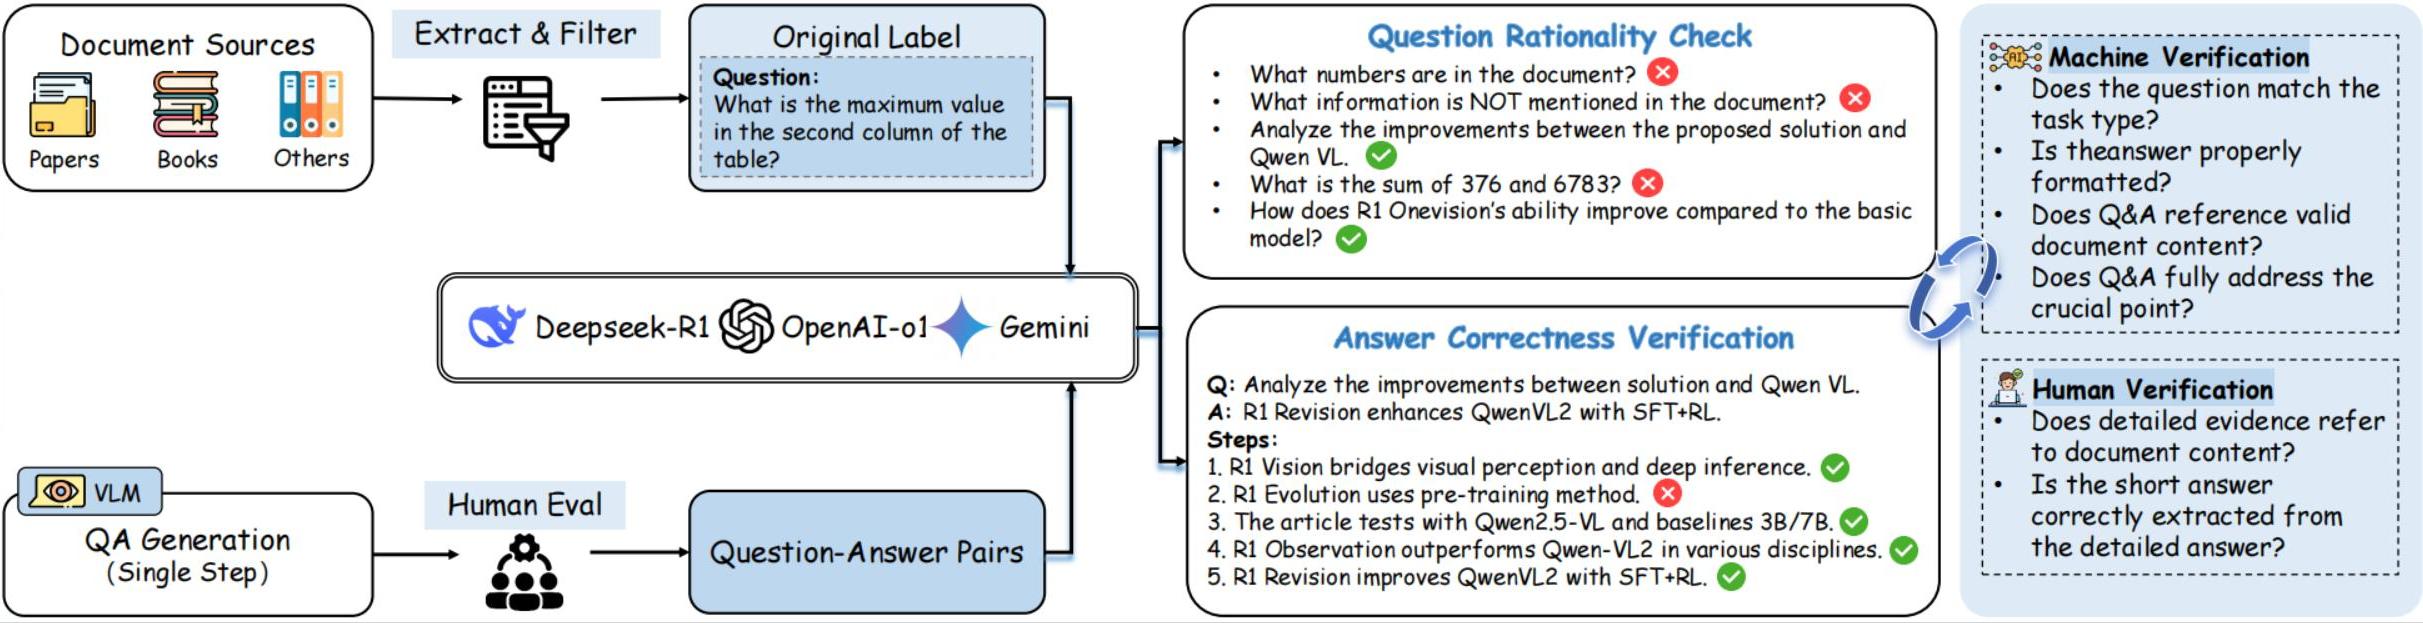 Document Sources
Papers
Books
Others
Extract & Filter
Original Label
Question:
What is the maximum value
in the second column of the
table?
VLM
QA Generation
(Single Step)
Human Eval
Question-Answer Pairs
Deepseek-R1
OpenAI-o1
Gemini
Question Rationality Check
• What numbers are in the document?
• What information is NOT mentioned in the document?
• Analyze the improvements between the proposed solution and
Qwen VL.
• What is the sum of 376 and 6783?
• How does R1 Onevision's ability improve compared to the basic
model?
Answer Correctness Verification
Q: Analyze the improvements between solution and Qwen VL.
A: R1 Revision enhances QwenVL2 with SFT+RL.
Steps:
1. R1 Vision bridges visual perception and deep inference.
2. R1 Evolution uses pre-training method.
3. The article tests with Qwen2.5-VL and baselines 3B/7B.
4. R1 Observation outperforms Qwen-VL2 in various disciplines.
5. R1 Revision improves QwenVL2 with SFT+RL.
AI
Machine Verification
• Does the question match the
task type?
• Is theanswer properly
formatted?
• Does Q&A reference valid
document content?
• Does Q&A fully address the
crucial point?
Human Verification
• Does detailed evidence refer
to document content?
• Is the short answer
correctly extracted from
the detailed answer?